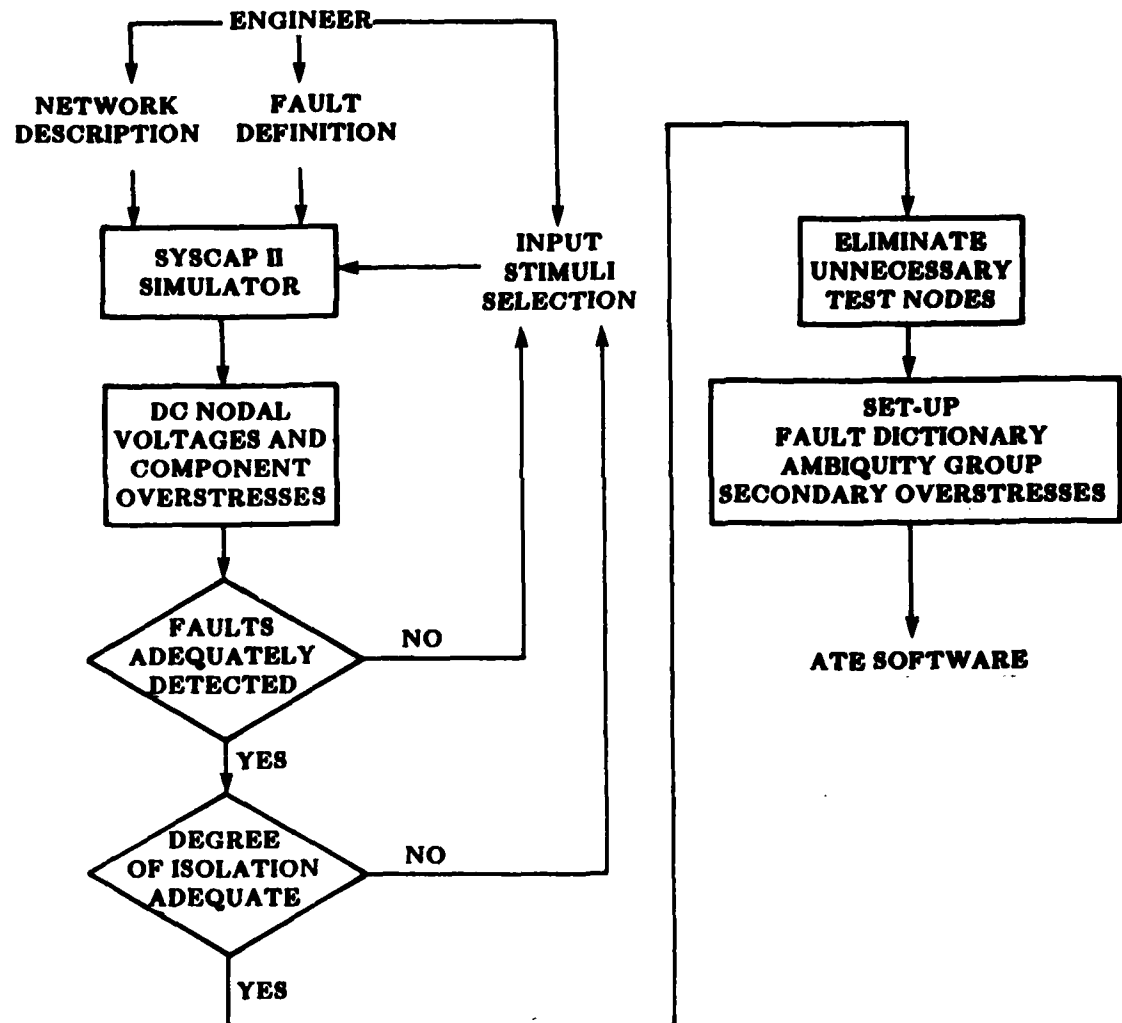 ENGINEER
NETWORK
DESCRIPTION
FAULT
DEFINITION
SYSCAP II
SIMULATOR
INPUT
STIMULI
SELECTION
DC NODAL
VOLTAGES AND
COMPONENT
OVERSTRESSES
FAULTS
ADEQUATELY
DETECTED
NO
YES
DEGREE
OF ISOLATION
ADEQUATE
NO
YES
ELIMINATE
UNNECESSARY
TEST NODES
SET-UP
FAULT DICTIONARY
AMBIQUITY GROUP
SECONDARY OVERSTRESSES
ATE SOFTWARE